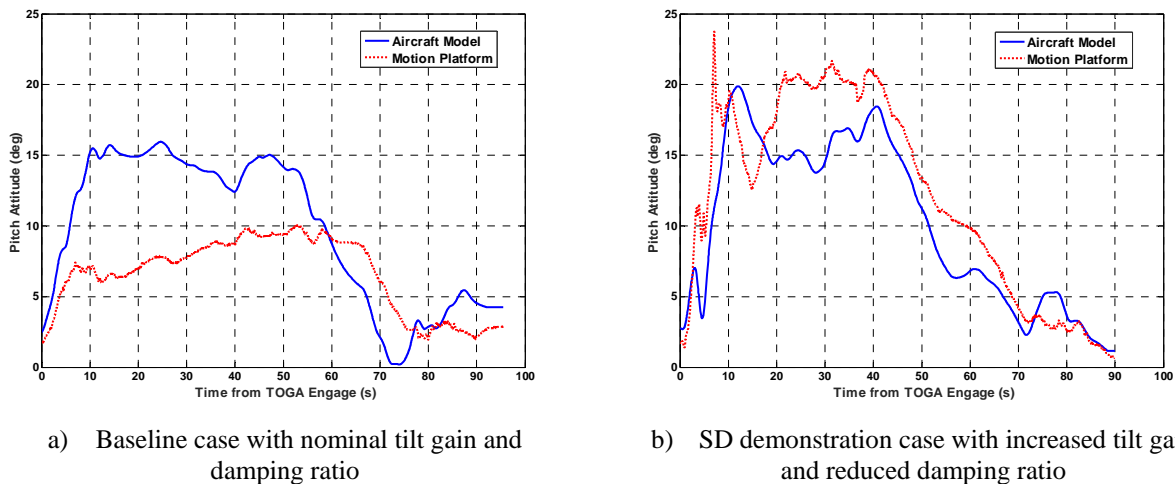 25
20
15
10
5
0
0 10 20 30 40 50 60 70 80 90 100
Pitch Attitude (deg)
Time from TOGA Engage (s)
Aircraft Model
Motion Platform
a) Baseline case with nominal tilt gain and
damping ratio
25
20
15
10
5
0
0 10 20 30 40 50 60 70 80 90 100
Pitch Attitude (deg)
Time from TOGA Engage (s)
Aircraft Model
Motion Platform
b) SD demonstration case with increased tilt ga
and reduced damping ratio